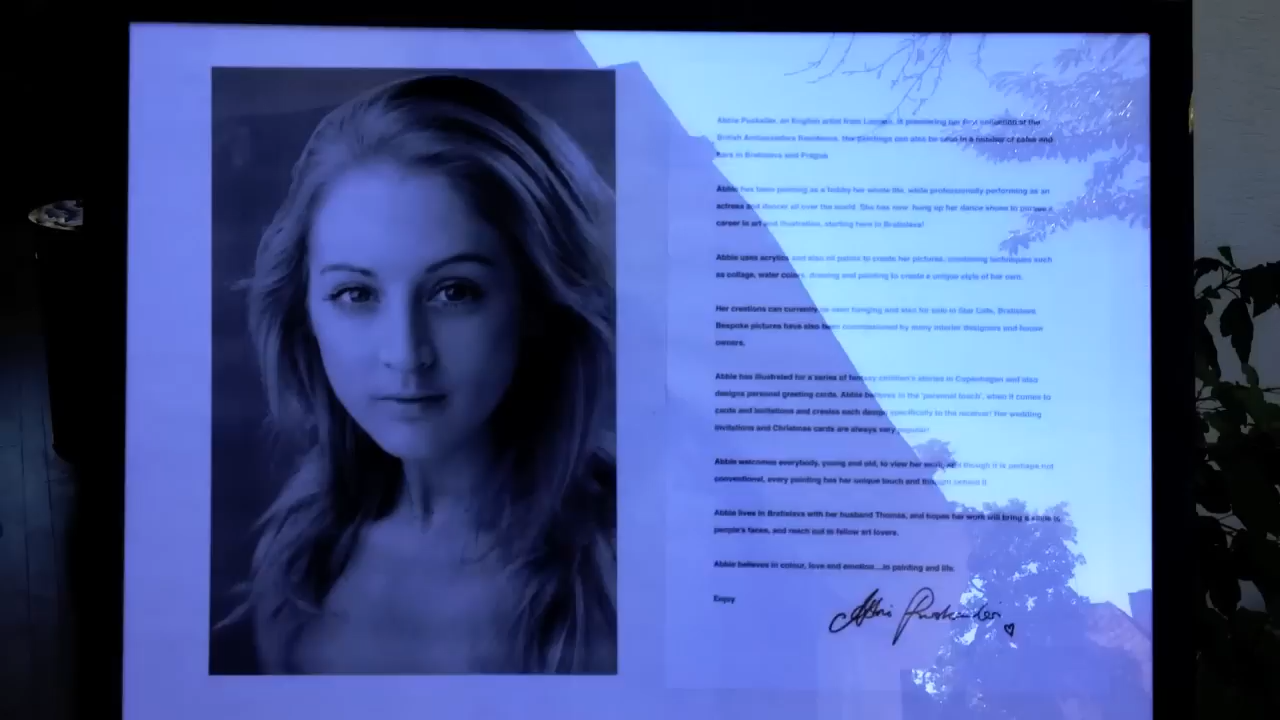 Abbie            an English artist from London, is pioneering her first collection at the
British Ambassadors Residence, the paintings can also be seen in a number of cafes and
bars in Bratislava and Prague
Abbie has been painting as a hobby her whole life, while professionally performing as an
actress and dancer all over the world. She has now hung up her dance shoes to pursue a
career in art and illustration, starting here in Bratislava!
Abbie uses acrylics and also oil paints to create her pictures, combining techniques such
as collage, water colors, drawing and painting to create a unique style of her own.
Her creations can currently be seen hanging and also for sale in            Bratislava.
Bespoke pictures have also been commissioned by many interior designers and house
owners.
Abbie has illustrated for a series of fantasy children's stories in Copenhagen and also
designs personal greeting cards. Abbie believes in the 'personal touch', when it comes to
cards and invitations and creates each design specifically to the receiver! Her wedding
invitations and Christmas cards are always very popular!
Abbie welcomes everybody, young and old, to view her work, and though it is perhaps not
conventional, every painting has her unique touch and thought behind it
Abbie lives in Bratislava with her husband Thomas, and hopes her work will bring a smile to
people's faces, and reach out to fellow art lovers.
Abbie believes in colour, love and emotion....in painting and life.
Enjoy